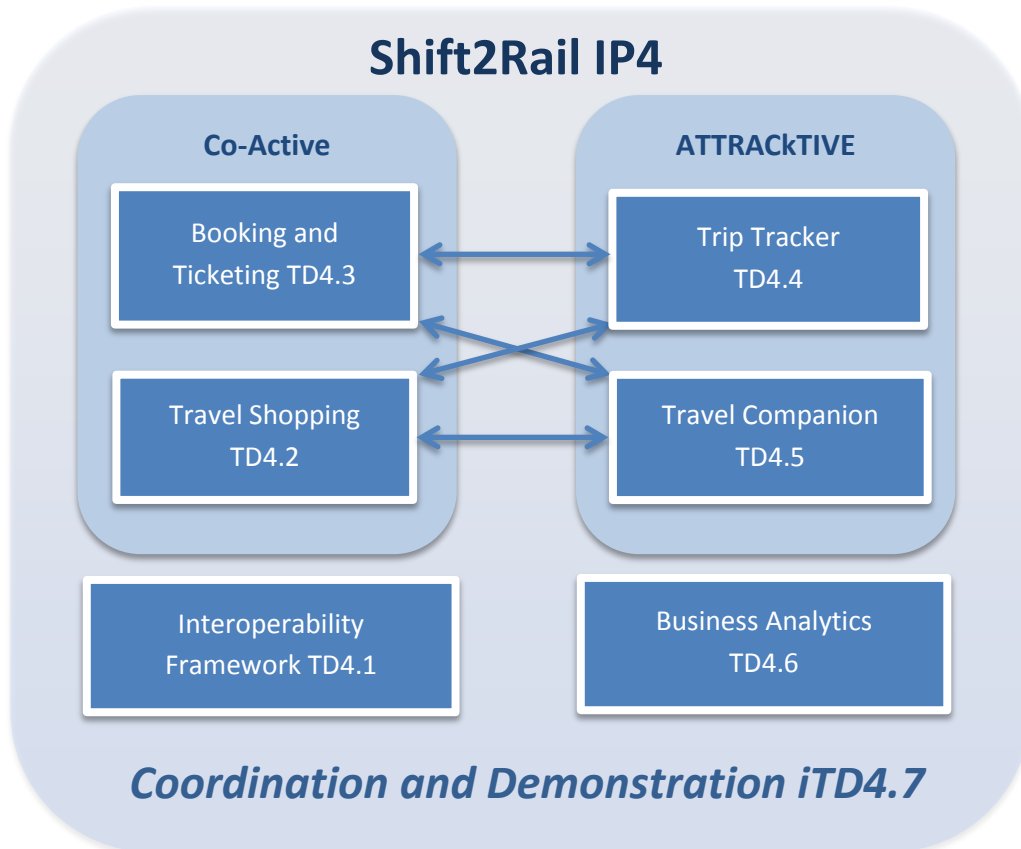 Shift2Rail IP4
Co-Active
Booking and
Ticketing TD4.3
Travel Shopping
TD4.2
ATTRACkTIVE
Trip Tracker
TD4.4
Travel Companion
TD4.5
Interoperability
Framework TD4.1
Business Analytics
TD4.6
Coordination and Demonstration iTD4.7